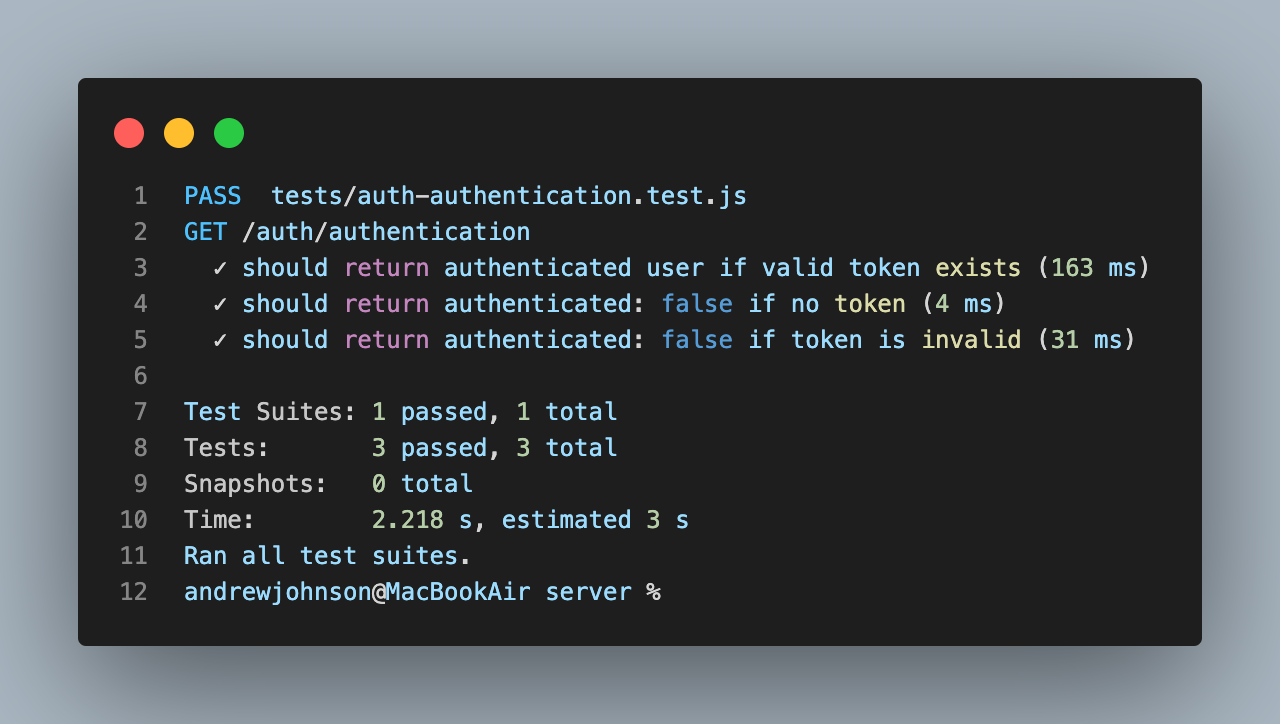 1 PASS  tests/auth-authentication.test.js
2 GET /auth/authentication
3   ✓ should return authenticated user if valid token exists (163 ms)
4   ✓ should return authenticated: false if no token (4 ms)
5   ✓ should return authenticated: false if token is invalid (31 ms)
6
7 Test Suites: 1 passed, 1 total
8 Tests:       3 passed, 3 total
9 Snapshots:   0 total
10 Time:        2.218 s, estimated 3 s
11 Ran all test suites.
12 andrewjohnson@MacBookAir server %